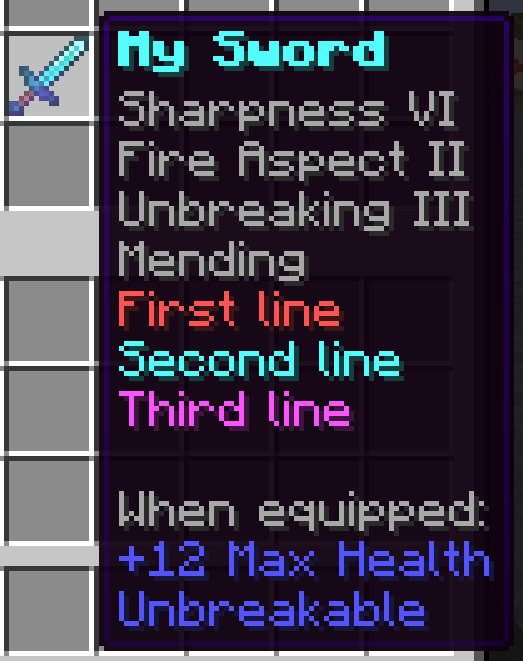 My Sword
Sharpness VI
Fire Aspect II
Unbreaking III
Mending
First line
Second line
Third line
When equipped:
+12 Max Health
Unbreakable